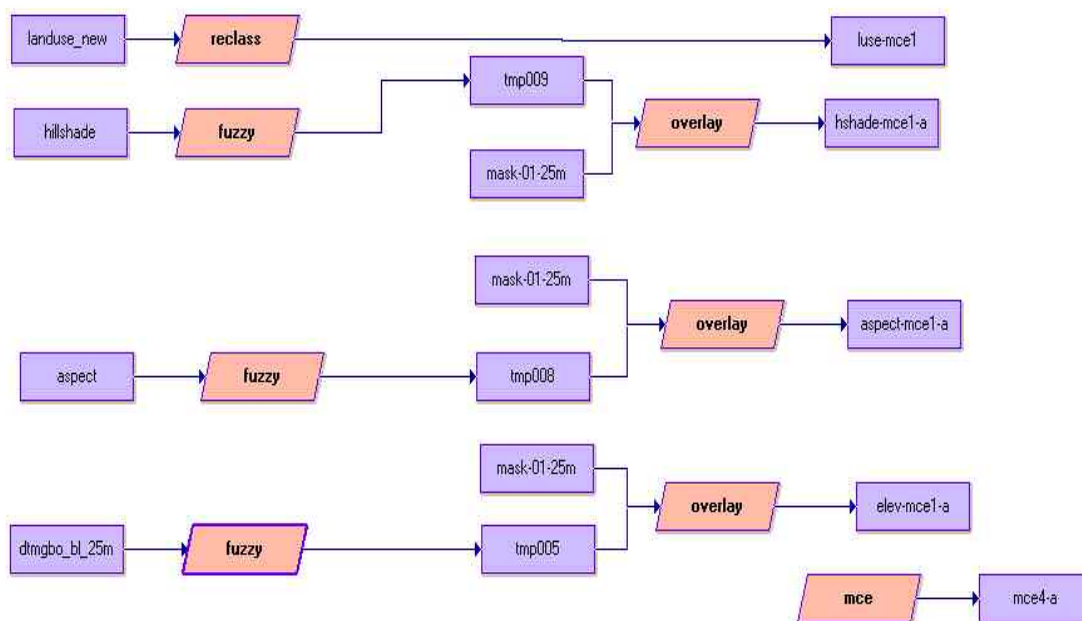 landuse_new
reclass
luse-mce1
hillshade
fuzzy
tmp009
mask-01-25m
overlay
hshade-mce1-a
mask-01-25m
aspect
fuzzy
tmp008
overlay
aspect-mce1-a
mask-01-25m
dtmgbo_bl_25m
fuzzy
tmp005
overlay
elev-mce1-a
mce
mce4-a